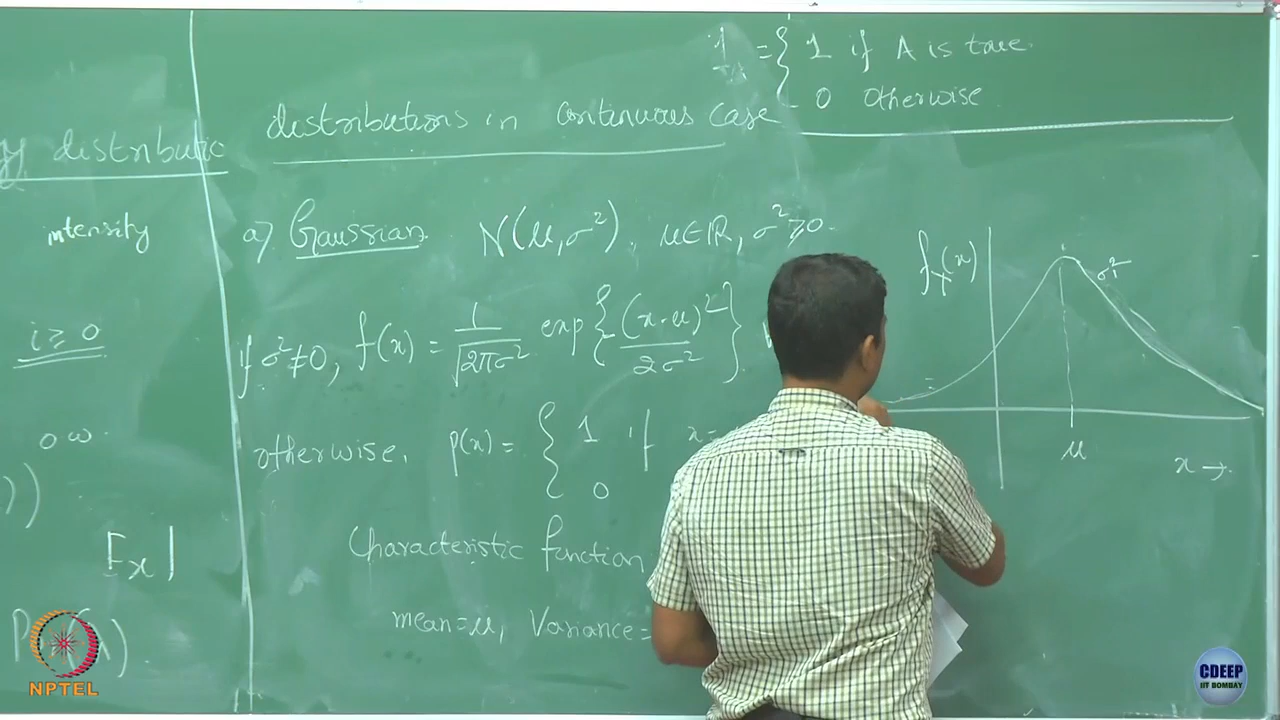 1_A = { 1 if A is true.
0 otherwise
distributions in continuous case
distributio
intensity
i ≥ 0
o w.
))
[x]
a) Gaussian N(μ, σ²), μ∈ℝ, σ² ≥ 0.
if σ² ≠ 0, f(x) = 1/√2πσ² exp{(x-μ)²/2σ²}
otherwise. p(x) = { 1 if x=
0
Characteristic function
mean = μ, Variance =
f_X(x)
σ²
μ
x →
NPTEL
CDEEP
IIT BOMBAY